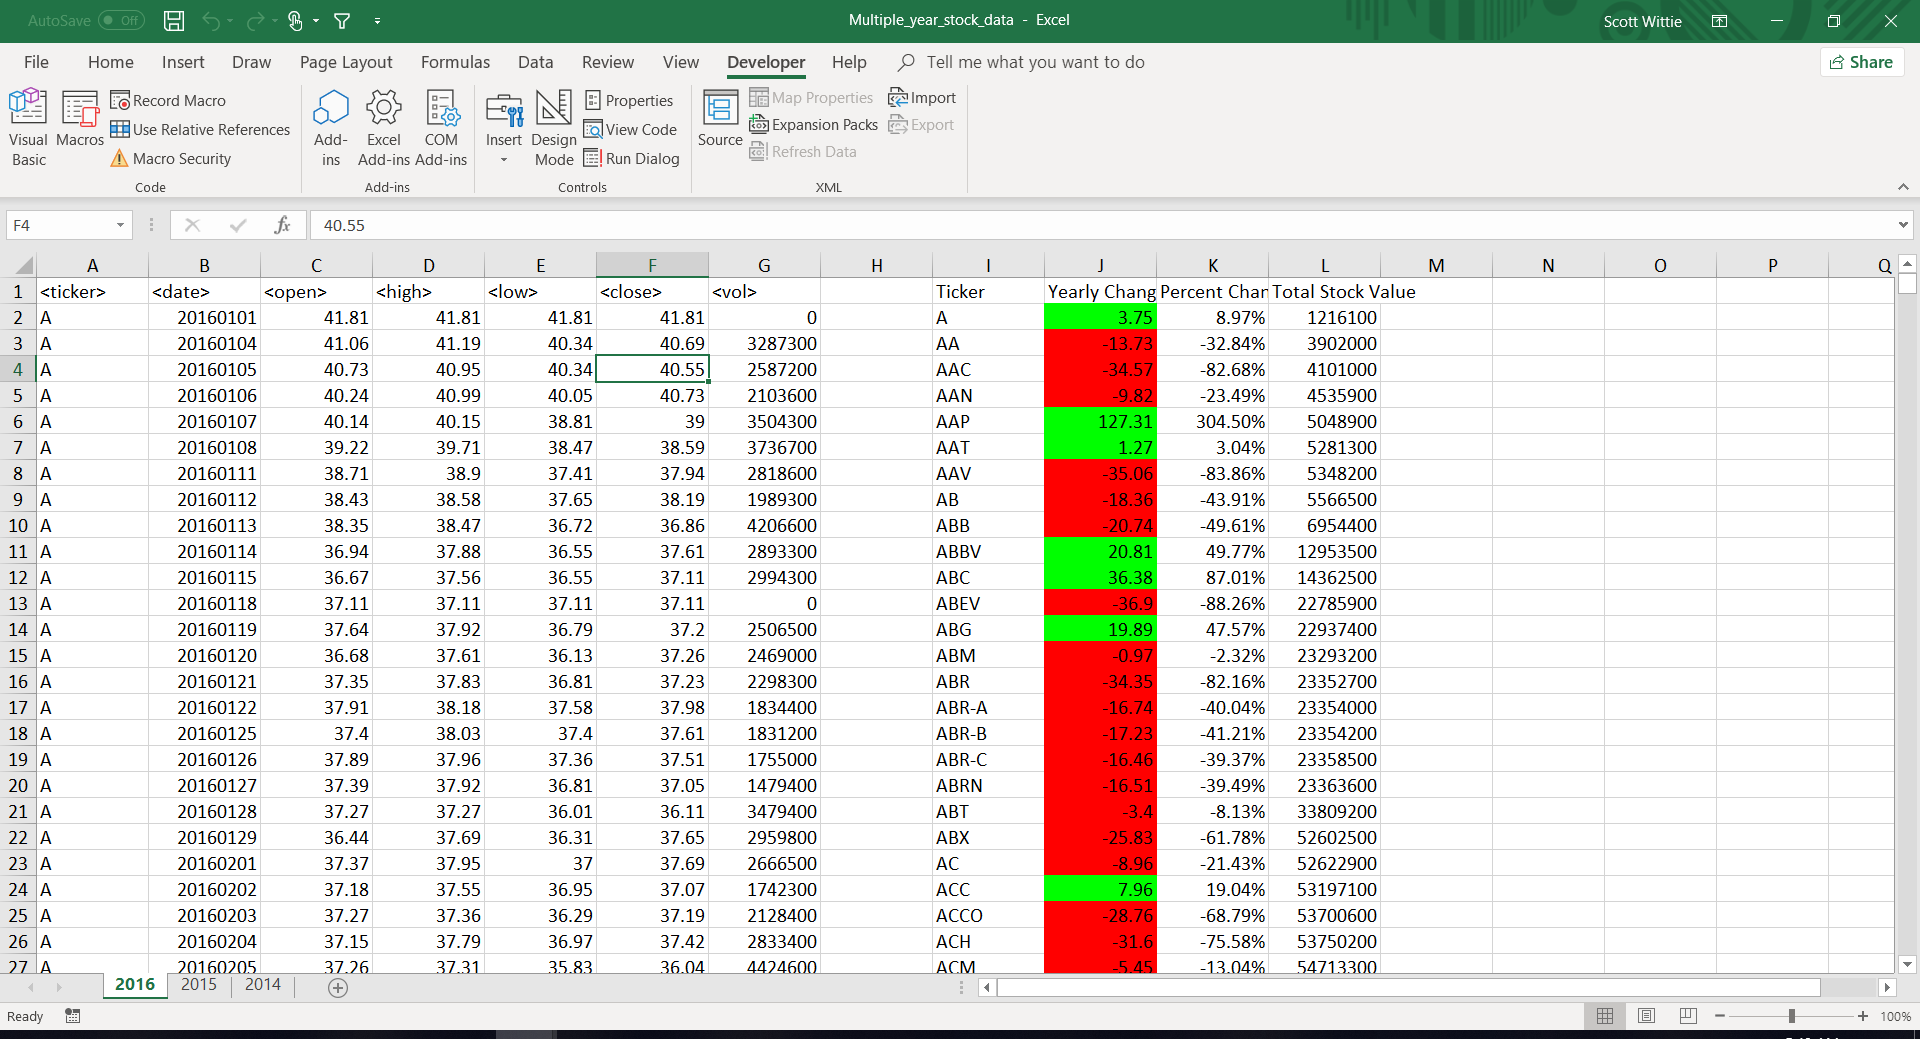 AutoSave Off Multiple_year_stock_data - Excel Scott Wittie
File Home Insert Draw Page Layout Formulas Data Review View Developer Help Tell me what you want to do Share
Visual Basic Macros Record Macro Use Relative References Macro Security
Add-ins Excel Add-ins COM Add-ins
Insert Design Mode Properties View Code Run Dialog
Source Map Properties Expansion Packs Refresh Data Import Export
Code Add-ins Controls XML
F4 fx 40.55
A B C D E F G H I J K L M N O P Q
1 <ticker> <date> <open> <high> <low> <close> <vol> Ticker Yearly Chang Percent Char Total Stock Value
2 A 20160101 41.81 41.81 41.81 41.81 0 A 3.75 8.97% 1216100
3 A 20160104 41.06 41.19 40.34 40.69 3287300 AA -13.73 -32.84% 3902000
4 A 20160105 40.73 40.95 40.34 40.55 2587200 AAC -34.57 -82.68% 4101000
5 A 20160106 40.24 40.99 40.05 40.73 2103600 AAN -9.82 -23.49% 4535900
6 A 20160107 40.14 40.15 38.81 39 3504300 AAP 127.31 304.50% 5048900
7 A 20160108 39.22 39.71 38.47 38.59 3736700 AAT 1.27 3.04% 5281300
8 A 20160111 38.71 38.9 37.41 37.94 2818600 AAV -35.06 -83.86% 5348200
9 A 20160112 38.43 38.58 37.65 38.19 1989300 AB -18.36 -43.91% 5566500
10 A 20160113 38.35 38.47 36.72 36.86 4206600 ABB -20.74 -49.61% 6954400
11 A 20160114 36.94 37.88 36.55 37.61 2893300 ABBV 20.81 49.77% 12953500
12 A 20160115 36.67 37.56 36.55 37.11 2994300 ABC 36.38 87.01% 14362500
13 A 20160118 37.11 37.11 37.11 37.11 0 ABEV -36.9 -88.26% 22785900
14 A 20160119 37.64 37.92 36.79 37.2 2506500 ABG 19.89 47.57% 22937400
15 A 20160120 36.68 37.61 36.13 37.26 2469000 ABM -0.97 -2.32% 23293200
16 A 20160121 37.35 37.83 36.81 37.23 2298300 ABR -34.35 -82.16% 23352700
17 A 20160122 37.91 38.18 37.58 37.98 1834400 ABR-A -16.74 -40.04% 23354000
18 A 20160125 37.4 38.03 37.4 37.61 1831200 ABR-B -17.23 -41.21% 23354200
19 A 20160126 37.89 37.96 37.36 37.51 1755000 ABR-C -16.46 -39.37% 23358500
20 A 20160127 37.39 37.92 36.81 37.05 1479400 ABRN -16.51 -39.49% 23363600
21 A 20160128 37.27 37.27 36.01 36.11 3479400 ABT -3.4 -8.13% 33809200
22 A 20160129 36.44 37.69 36.31 37.65 2959800 ABX -25.83 -61.78% 52602500
23 A 20160201 37.37 37.95 37 37.69 2666500 AC -8.96 -21.43% 52622900
24 A 20160202 37.18 37.55 36.95 37.07 1742300 ACC 7.96 19.04% 53197100
25 A 20160203 37.27 37.36 36.29 37.19 2128400 ACCO -28.76 -68.79% 53700600
26 A 20160204 37.15 37.79 36.97 37.42 2833400 ACH -31.6 -75.58% 53750200
27 A 20160205 37.26 37.31 35.83 36.04 4424600 ACM -5.45 -13.04% 54713300
2016 2015 2014
Ready 100%